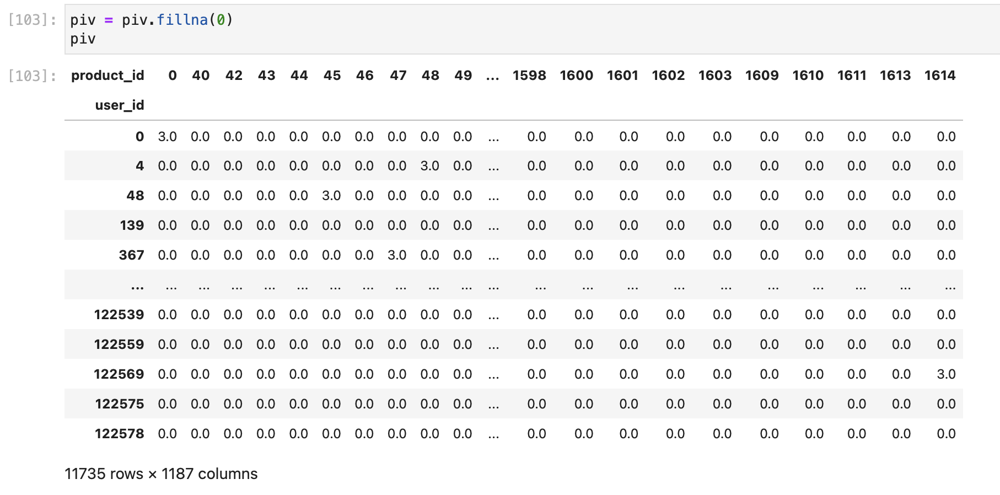 [103]: piv = piv.fillna(0)
piv
[103]: product_id 0 40 42 43 44 45 46 47 48 49 ... 1598 1600 1601 1602 1603 1609 1610 1611 1613 1614
user_id
0 3.0 0.0 0.0 0.0 0.0 0.0 0.0 0.0 0.0 0.0 ... 0.0 0.0 0.0 0.0 0.0 0.0 0.0 0.0 0.0 0.0
4 0.0 0.0 0.0 0.0 0.0 0.0 0.0 0.0 3.0 0.0 ... 0.0 0.0 0.0 0.0 0.0 0.0 0.0 0.0 0.0 0.0
48 0.0 0.0 0.0 0.0 0.0 3.0 0.0 0.0 0.0 0.0 ... 0.0 0.0 0.0 0.0 0.0 0.0 0.0 0.0 0.0 0.0
139 0.0 0.0 0.0 0.0 0.0 0.0 0.0 0.0 0.0 0.0 ... 0.0 0.0 0.0 0.0 0.0 0.0 0.0 0.0 0.0 0.0
367 0.0 0.0 0.0 0.0 0.0 0.0 0.0 3.0 0.0 0.0 ... 0.0 0.0 0.0 0.0 0.0 0.0 0.0 0.0 0.0 0.0
... ... ... ... ... ... ... ... ... ... ... ... ... ... ... ... ... ... ... ... ... ...
122539 0.0 0.0 0.0 0.0 0.0 0.0 0.0 0.0 0.0 0.0 ... 0.0 0.0 0.0 0.0 0.0 0.0 0.0 0.0 0.0 0.0
122559 0.0 0.0 0.0 0.0 0.0 0.0 0.0 0.0 0.0 0.0 ... 0.0 0.0 0.0 0.0 0.0 0.0 0.0 0.0 0.0 0.0
122569 0.0 0.0 0.0 0.0 0.0 0.0 0.0 0.0 0.0 0.0 ... 0.0 0.0 0.0 0.0 0.0 0.0 0.0 0.0 0.0 3.0
122575 0.0 0.0 0.0 0.0 0.0 0.0 0.0 0.0 0.0 0.0 ... 0.0 0.0 0.0 0.0 0.0 0.0 0.0 0.0 0.0 0.0
122578 0.0 0.0 0.0 0.0 0.0 0.0 0.0 0.0 0.0 0.0 ... 0.0 0.0 0.0 0.0 0.0 0.0 0.0 0.0 0.0 0.0
11735 rows × 1187 columns